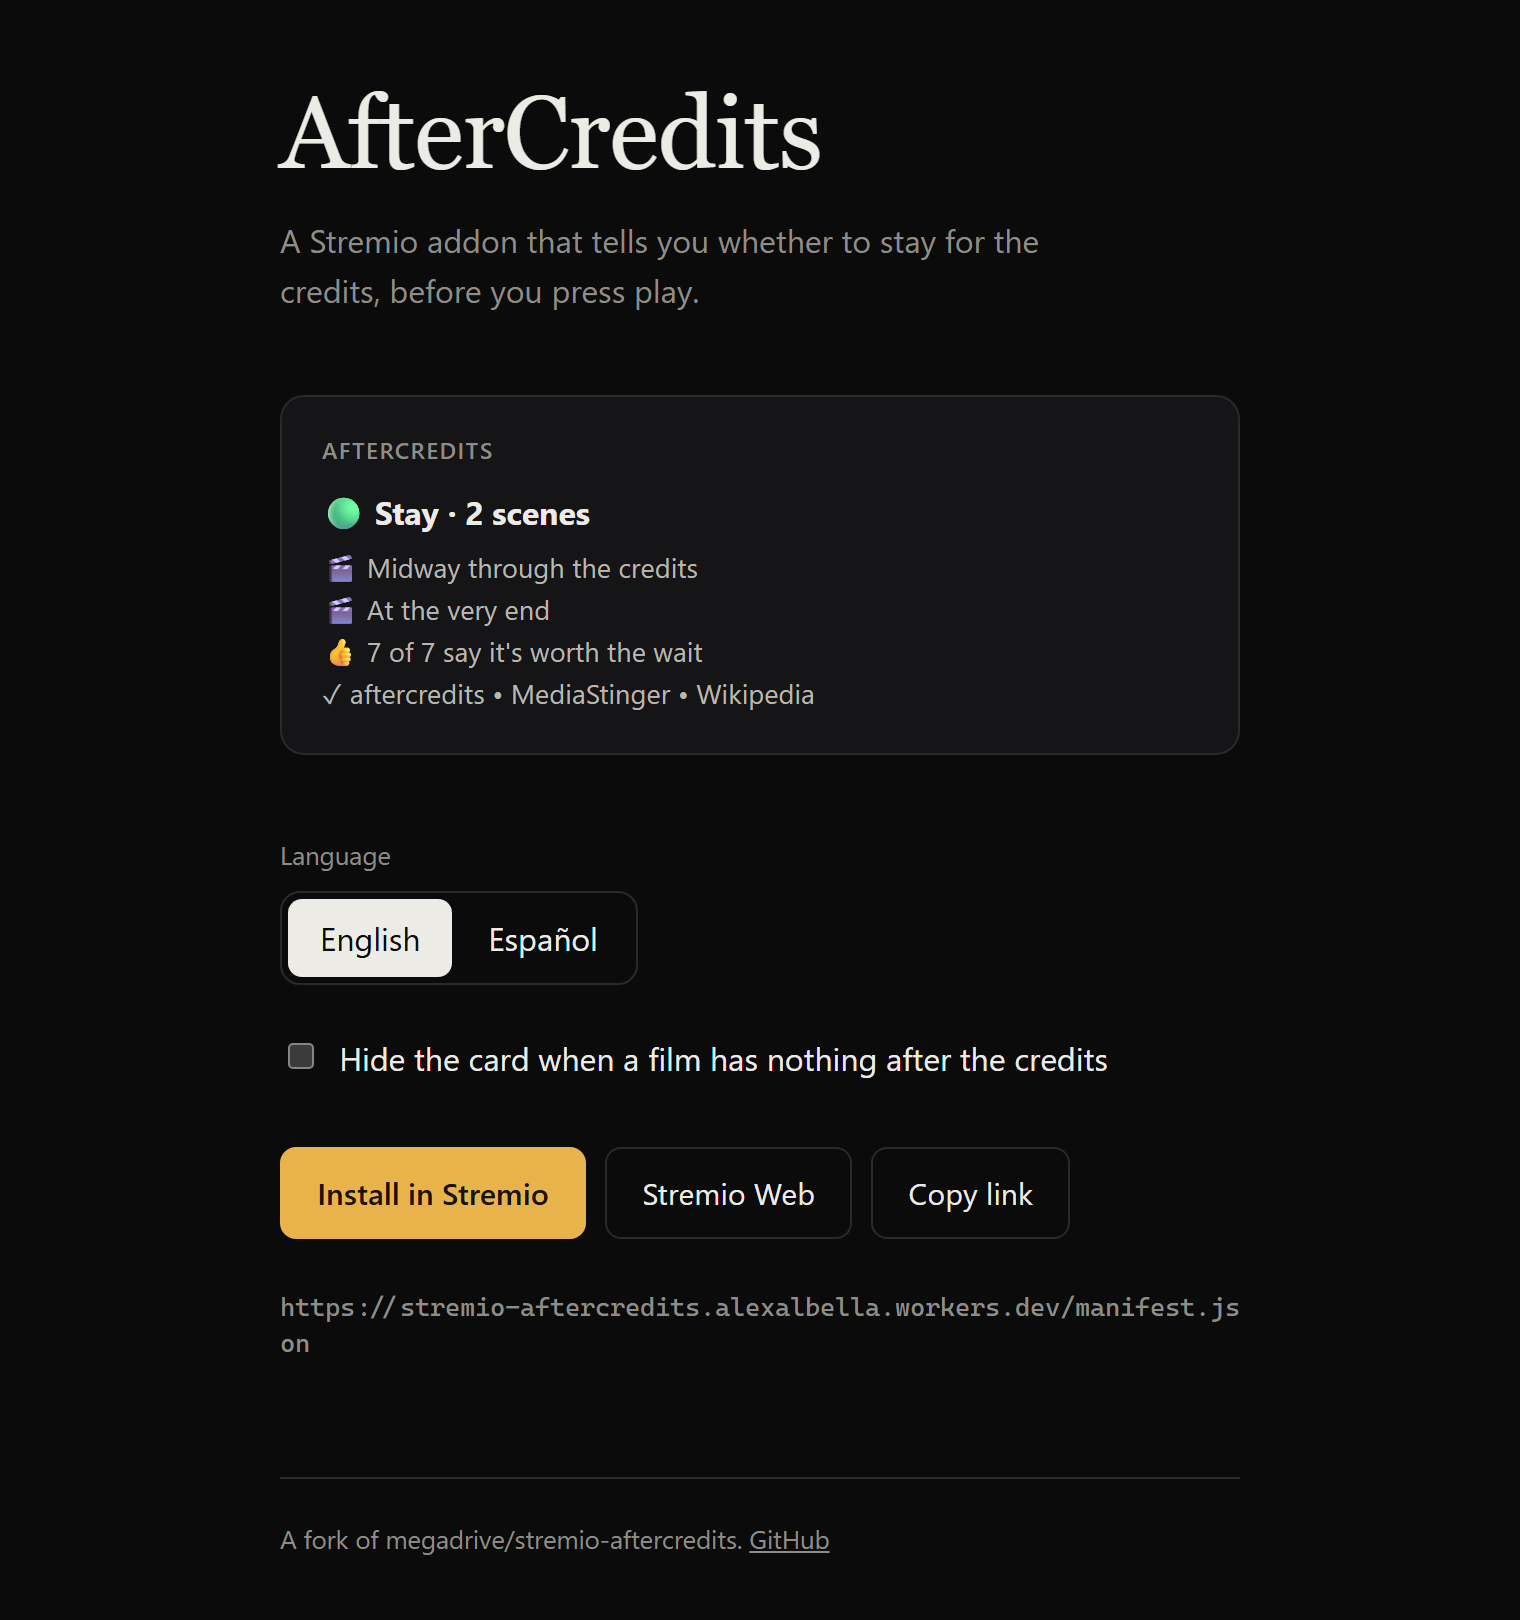 AfterCredits
A Stremio addon that tells you whether to stay for the
credits, before you press play.
AFTERCREDITS
Stay · 2 scenes
Midway through the credits
At the very end
7 of 7 say it's worth the wait
✓ aftercredits • MediaStinger • Wikipedia
Language
English Español
Hide the card when a film has nothing after the credits
Install in Stremio Stremio Web Copy link
https://stremio-aftercredits.alexalbella.workers.dev/manifest.js
on
A fork of megadrive/stremio-aftercredits. GitHub